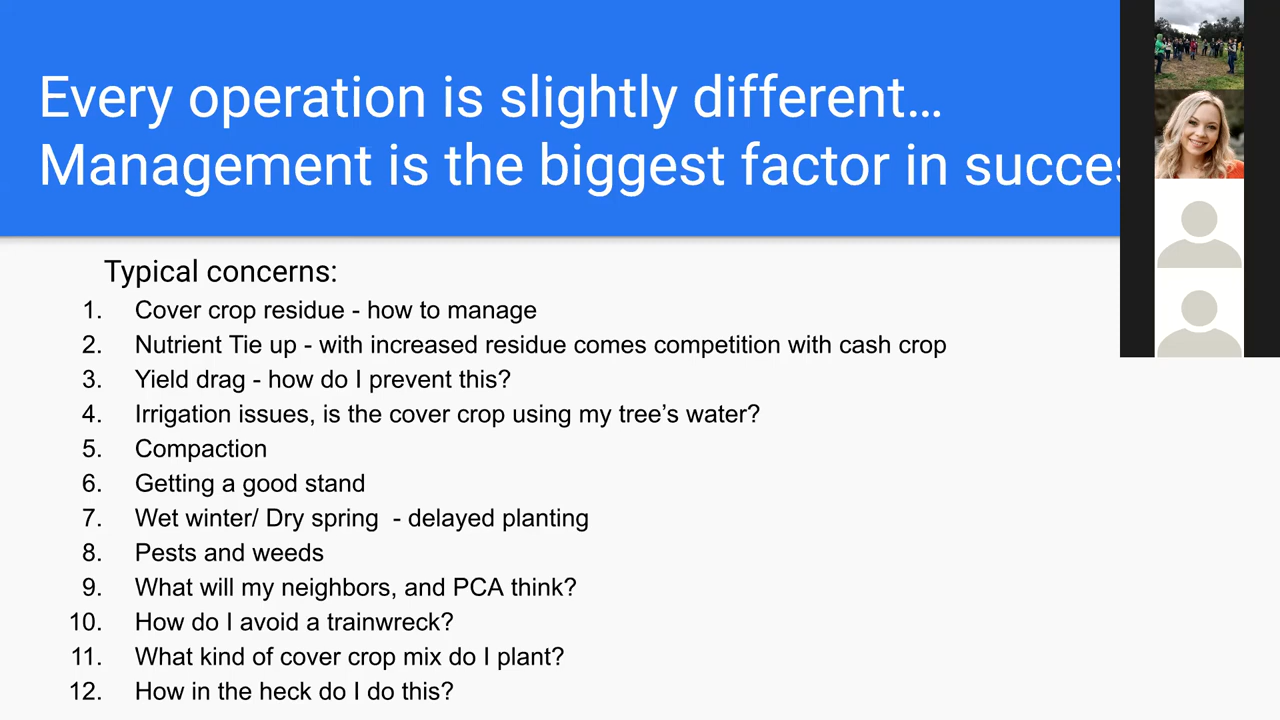 Every operation is slightly different…
Management is the biggest factor in succes
Typical concerns:
1. Cover crop residue - how to manage
2. Nutrient Tie up - with increased residue comes competition with cash crop
3. Yield drag - how do I prevent this?
4. Irrigation issues, is the cover crop using my tree’s water?
5. Compaction
6. Getting a good stand
7. Wet winter/ Dry spring  - delayed planting
8. Pests and weeds
9. What will my neighbors, and PCA think?
10. How do I avoid a trainwreck?
11. What kind of cover crop mix do I plant?
12. How in the heck do I do this?